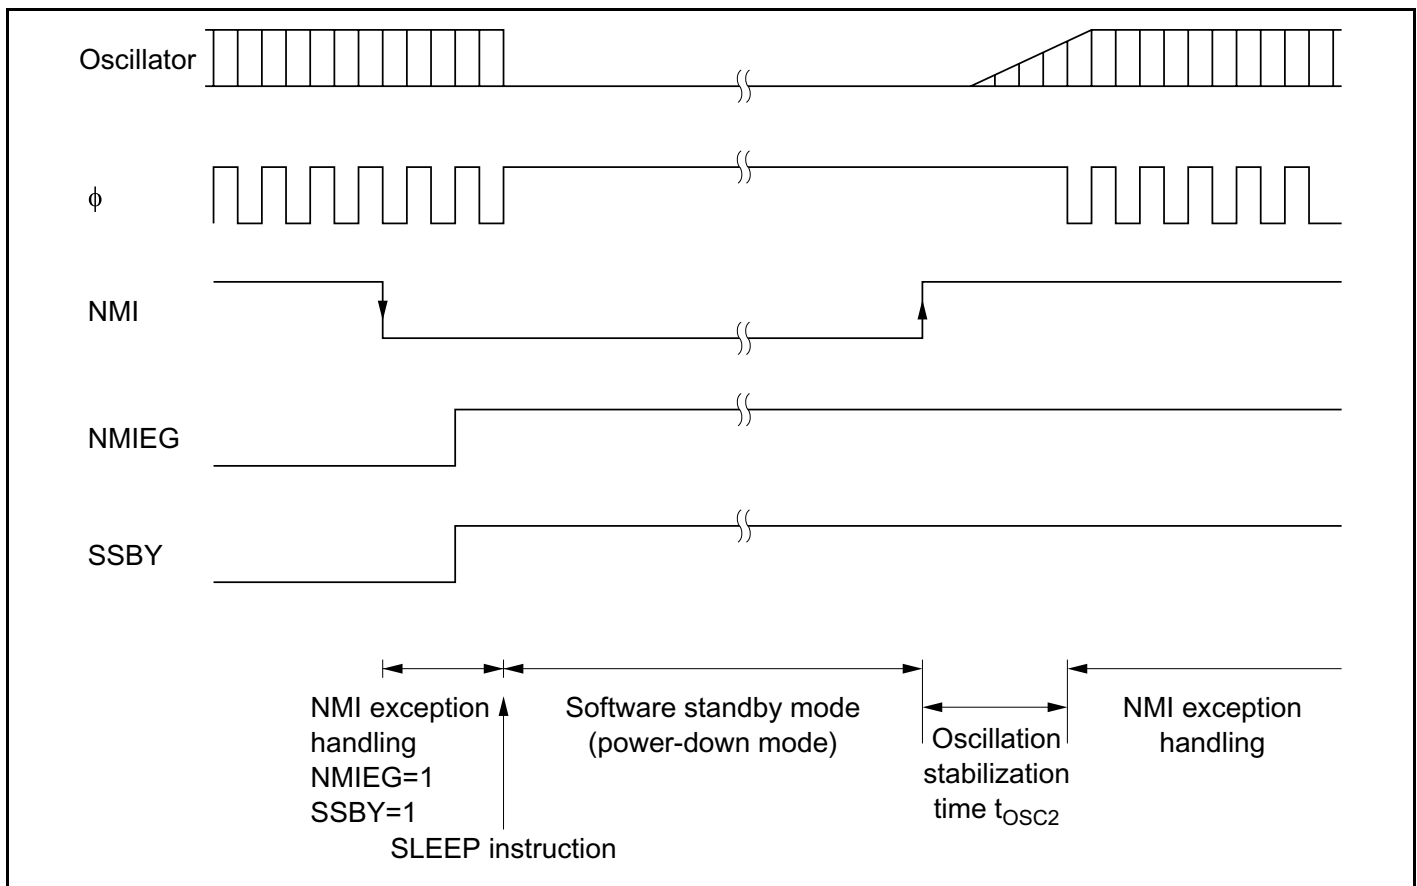 Oscillator
ϕ
NMI
NMIEG
SSBY
NMI exception
handling
NMIEG=1
SSBY=1
SLEEP instruction
Software standby mode
(power-down mode)
Oscillation
stabilization
time tOSC2
NMI exception
handling